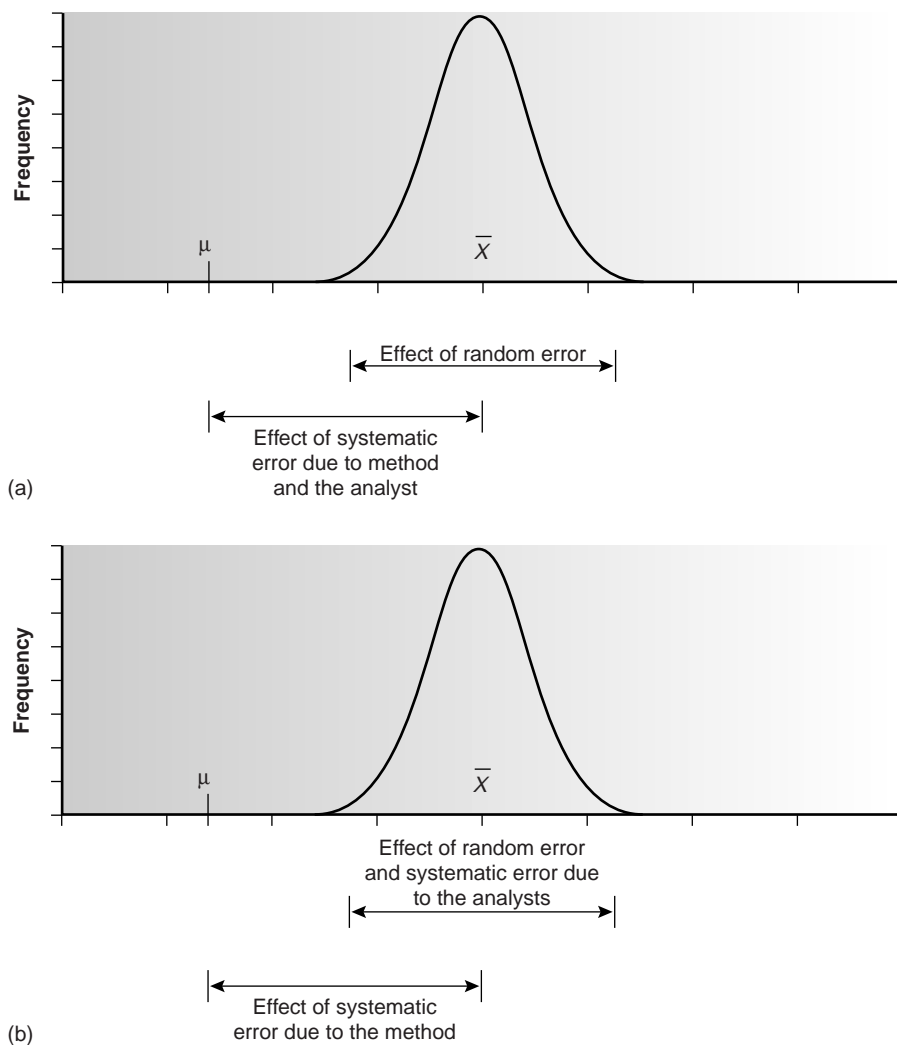 Frequency
μ
X̅
Effect of random error
Effect of systematic
error due to method
and the analyst
(a)
Frequency
μ
X̅
Effect of random error
and systematic error due
to the analysts
Effect of systematic
error due to the method
(b)